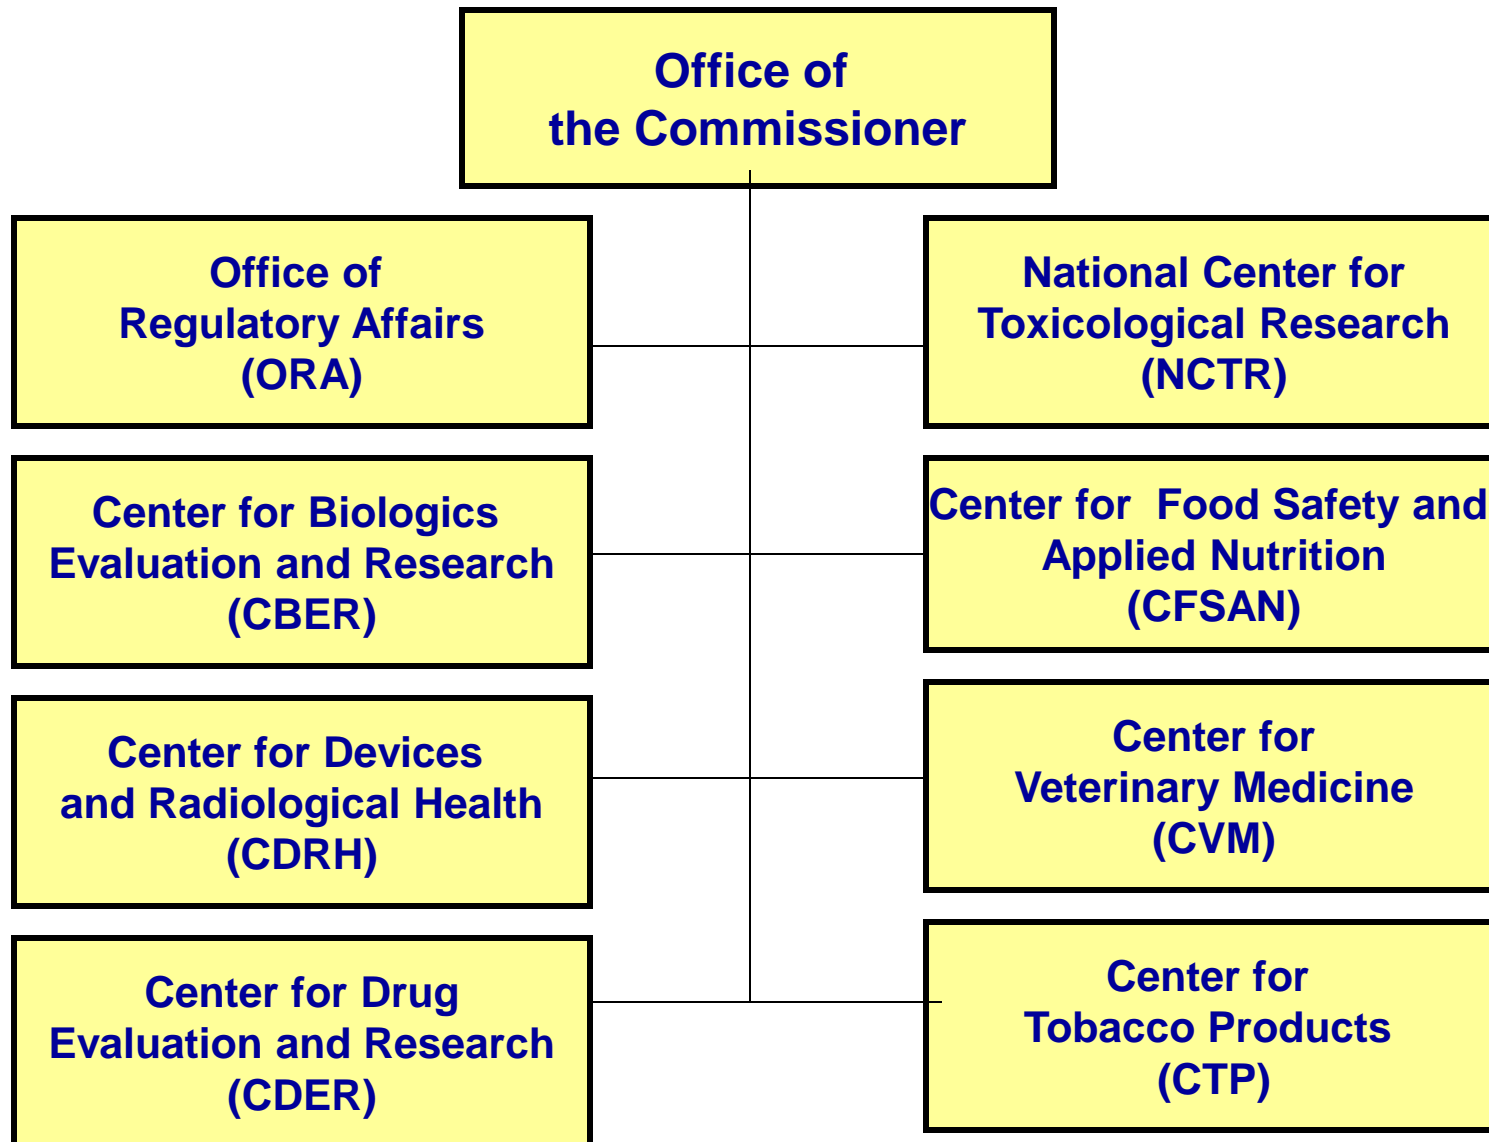 Office of
the Commissioner
Office of
Regulatory Affairs
(ORA)
National Center for
Toxicological Research
(NCTR)
Center for Biologics
Evaluation and Research
(CBER)
Center for  Food Safety and
Applied Nutrition
(CFSAN)
Center for Devices
and Radiological Health
(CDRH)
Center for
Veterinary Medicine
(CVM)
Center for Drug
Evaluation and Research
(CDER)
Center for
Tobacco Products
(CTP)